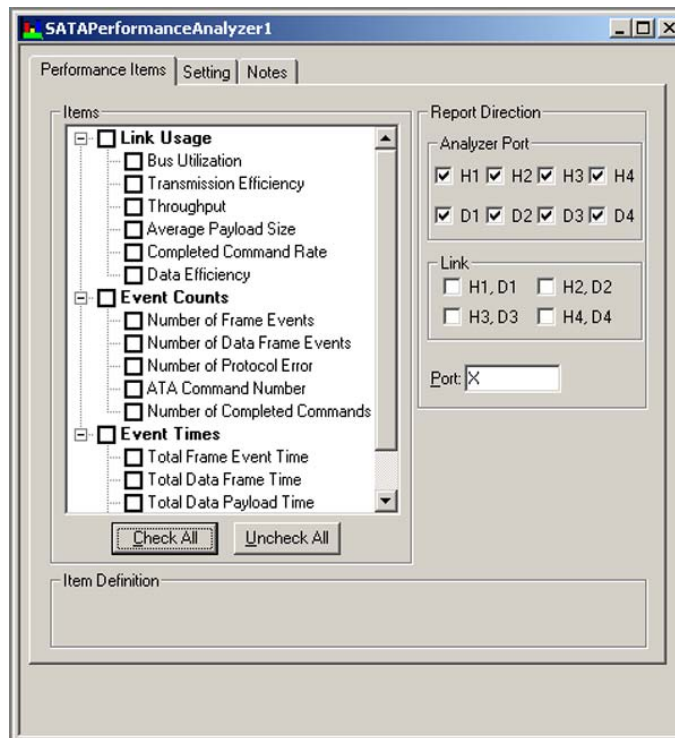 SATAPerformanceAnalyzer1
Performance Items Setting Notes
Items
Link Usage
Bus Utilization
Transmission Efficiency
Throughput
Average Payload Size
Completed Command Rate
Data Efficiency
Event Counts
Number of Frame Events
Number of Data Frame Events
Number of Protocol Error
ATA Command Number
Number of Completed Commands
Event Times
Total Frame Event Time
Total Data Frame Time
Total Data Payload Time
Check All Uncheck All
Report Direction
Analyzer Port
H1 H2 H3 H4
D1 D2 D3 D4
Link
H1, D1 H2, D2
H3, D3 H4, D4
Port: X
Item Definition